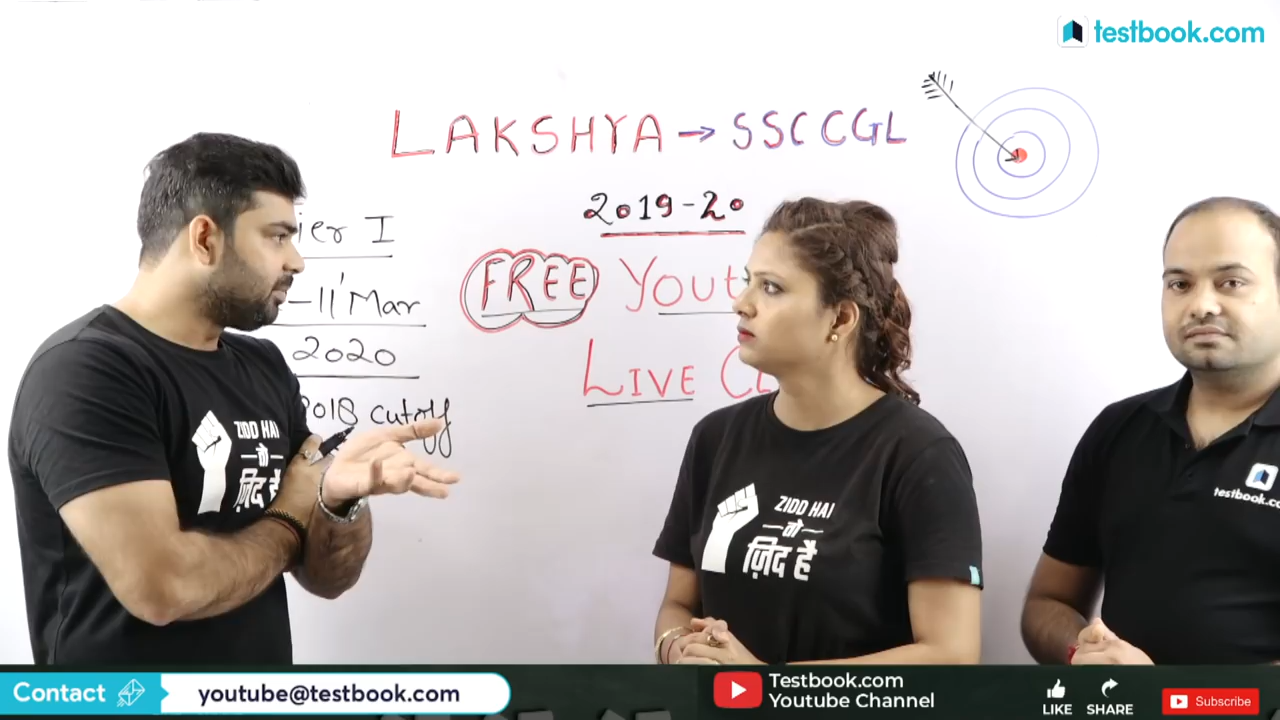 testbook.com
LAKSHYA → SSC CGL
2019-20
ier I
-11' Mar
2020
2018 cutoff
FREE Yout
LIVE CL
ZIDD HAI
तो
ज़िद है
ZIDD HAI
तो
ज़िद है
testbook.co
Contact
youtube@testbook.com
Testbook.com
Youtube Channel
LIKE
SHARE
Subscribe